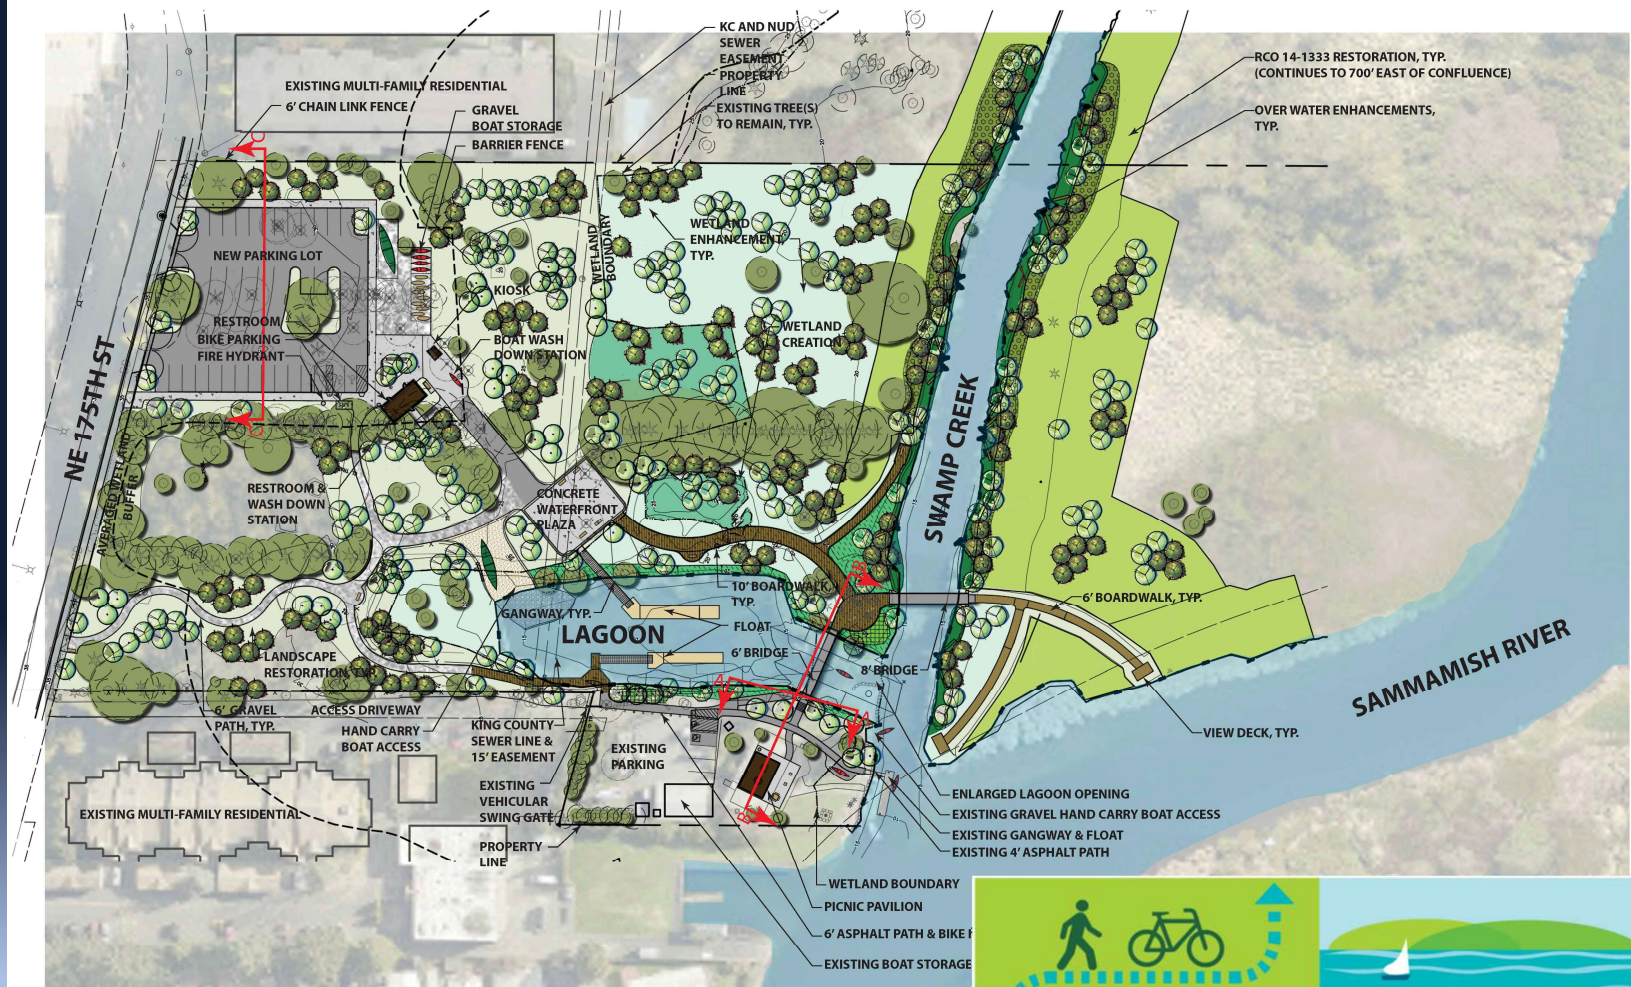 KC AND NUD
SEWER
EASEMENT
PROPERTY
LINE
EXISTING TREE(S)
TO REMAIN, TYP.
RCO 14-1333 RESTORATION, TYP.
(CONTINUES TO 700' EAST OF CONFLUENCE)
OVER WATER ENHANCEMENTS,
TYP.
EXISTING MULTI-FAMILY RESIDENTIAL
6' CHAIN LINK FENCE
GRAVEL
BOAT STORAGE
BARRIER FENCE
C
NEW PARKING LOT
WETLAND
BOUNDARY
WETLAND
ENHANCEMENT,
TYP.
KIOSK
RESTROOM
BIKE PARKING
FIRE HYDRANT
BOAT WASH
DOWN STATION
WETLAND
CREATION
NE 175TH ST
C
SWAMP CREEK
AVERAGED WETLAND
BUFFER
RESTROOM &
WASH DOWN
STATION
CONCRETE
WATERFRONT
PLAZA
10' BOARDWALK,
TYP.
B
6' BOARDWALK, TYP.
GANGWAY, TYP.
FLOAT
LAGOON
6' BRIDGE
8' BRIDGE
SAMMAMISH RIVER
LANDSCAPE
RESTORATION, TYP.
A
A
6' GRAVEL
PATH, TYP.
ACCESS DRIVEWAY
HAND CARRY
BOAT ACCESS
KING COUNTY
SEWER LINE &
15' EASEMENT
EXISTING
PARKING
VIEW DECK, TYP.
EXISTING
VEHICULAR
SWING GATE
B
EXISTING MULTI-FAMILY RESIDENTIAL
PROPERTY
LINE
ENLARGED LAGOON OPENING
EXISTING GRAVEL HAND CARRY BOAT ACCESS
EXISTING GANGWAY & FLOAT
EXISTING 4' ASPHALT PATH
WETLAND BOUNDARY
PICNIC PAVILION
6' ASPHALT PATH & BIKE
EXISTING BOAT STORAGE